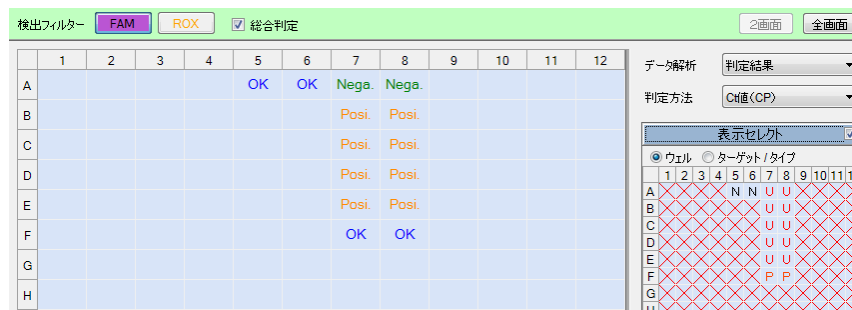 検出フィルター FAM ROX 総合判定 2画面 全画面
1 2 3 4 5 6 7 8 9 10 11 12
A OK OK Nega. Nega.
B Posi. Posi.
C Posi. Posi.
D Posi. Posi.
E Posi. Posi.
F OK OK
G
H
データ解析 判定結果
判定方法 Ct値(CP)
表示セレクト
ウェル ターゲット / タイプ
1 2 3 4 5 6 7 8 9 10 11
A N N U U
B U U
C U U
D U U
E U U
F P P
G